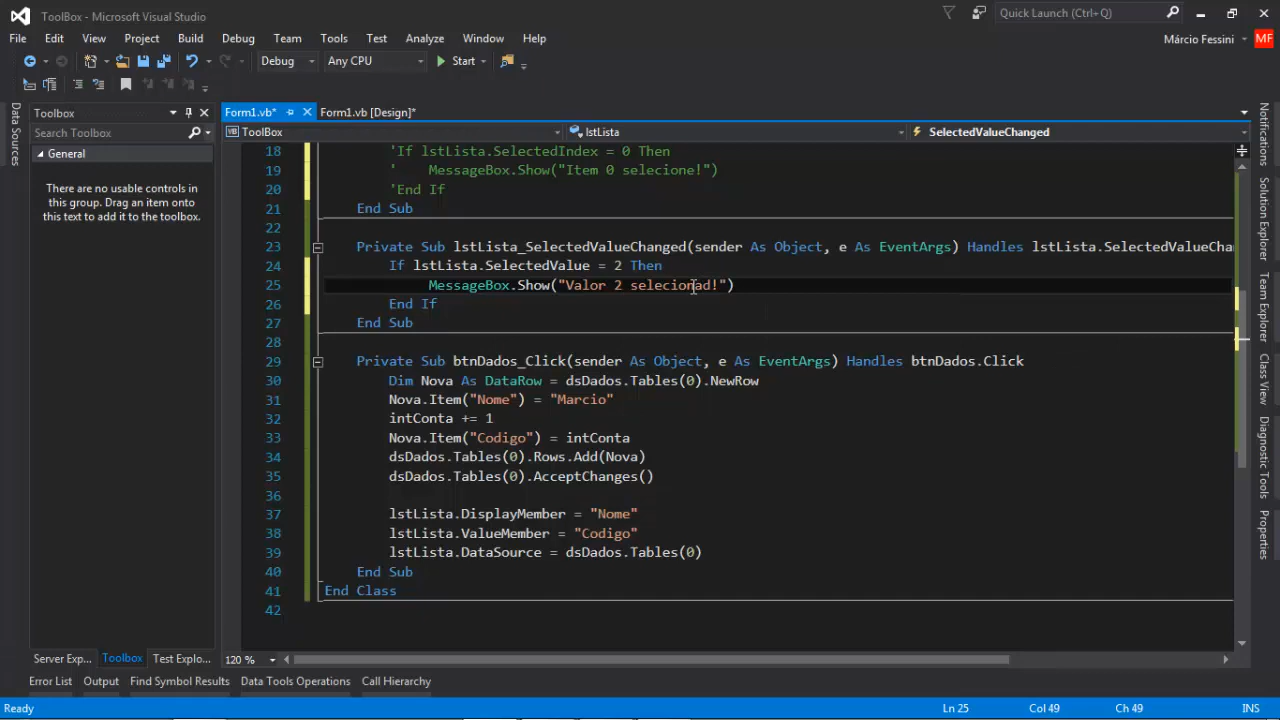 ToolBox - Microsoft Visual Studio
Quick Launch (Ctrl+Q)
File Edit View Project Build Debug Team Tools Test Analyze Window Help
Márcio Fessini MF
Debug Any CPU Start
Data Sources
Toolbox
Search Toolbox
General
There are no usable controls in
this group. Drag an item onto
this text to add it to the toolbox.
Server Exp... Toolbox Test Explo...
Form1.vb* Form1.vb [Design]*
VB ToolBox lstLista SelectedValueChanged
18 'If lstLista.SelectedIndex = 0 Then
19 ' MessageBox.Show("Item 0 selecione!")
20 'End If
21 End Sub
22
23 Private Sub lstLista_SelectedValueChanged(sender As Object, e As EventArgs) Handles lstLista.SelectedValueCha
24 If lstLista.SelectedValue = 2 Then
25 MessageBox.Show("Valor 2 selecionad!")
26 End If
27 End Sub
28
29 Private Sub btnDados_Click(sender As Object, e As EventArgs) Handles btnDados.Click
30 Dim Nova As DataRow = dsDados.Tables(0).NewRow
31 Nova.Item("Nome") = "Marcio"
32 intConta += 1
33 Nova.Item("Codigo") = intConta
34 dsDados.Tables(0).Rows.Add(Nova)
35 dsDados.Tables(0).AcceptChanges()
36
37 lstLista.DisplayMember = "Nome"
38 lstLista.ValueMember = "Codigo"
39 lstLista.DataSource = dsDados.Tables(0)
40 End Sub
41 End Class
42
120 %
Notifications
Solution Explorer
Team Explorer
Class View
Diagnostic Tools
Properties
Error List Output Find Symbol Results Data Tools Operations Call Hierarchy
Ready Ln 25 Col 49 Ch 49 INS